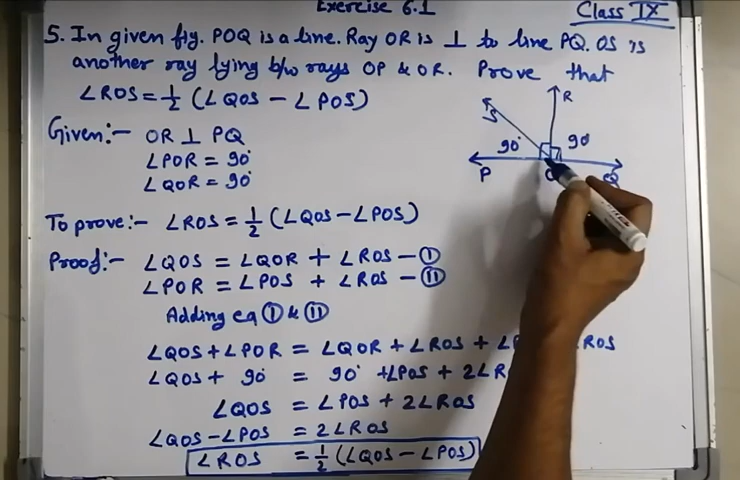 Exercise 6.1
Class IX
5. In given fig. POQ is a line. Ray OR is ⊥ to line PQ. OS is
another ray lying b/w rays OP & OR. Prove that
∠ROS = 1/2 (∠QOS - ∠POS)
Given:- OR ⊥ PQ
∠POR = 90°
∠QOR = 90°
R
S
90° 90°
P O Q
To prove:- ∠ROS = 1/2 (∠QOS - ∠POS)
Proof:- ∠QOS = ∠QOR + ∠ROS - Ⓘ
∠POR = ∠POS + ∠ROS - ⓘⓘ
Adding eq Ⓘ & ⓘⓘ
∠QOS + ∠POR = ∠QOR + ∠ROS + ROS
∠QOS + 90° = 90° + ∠POS + 2∠R
∠QOS = ∠POS + 2∠ROS
∠QOS - ∠POS = 2∠ROS
∠ROS = 1/2 (∠QOS - ∠POS)